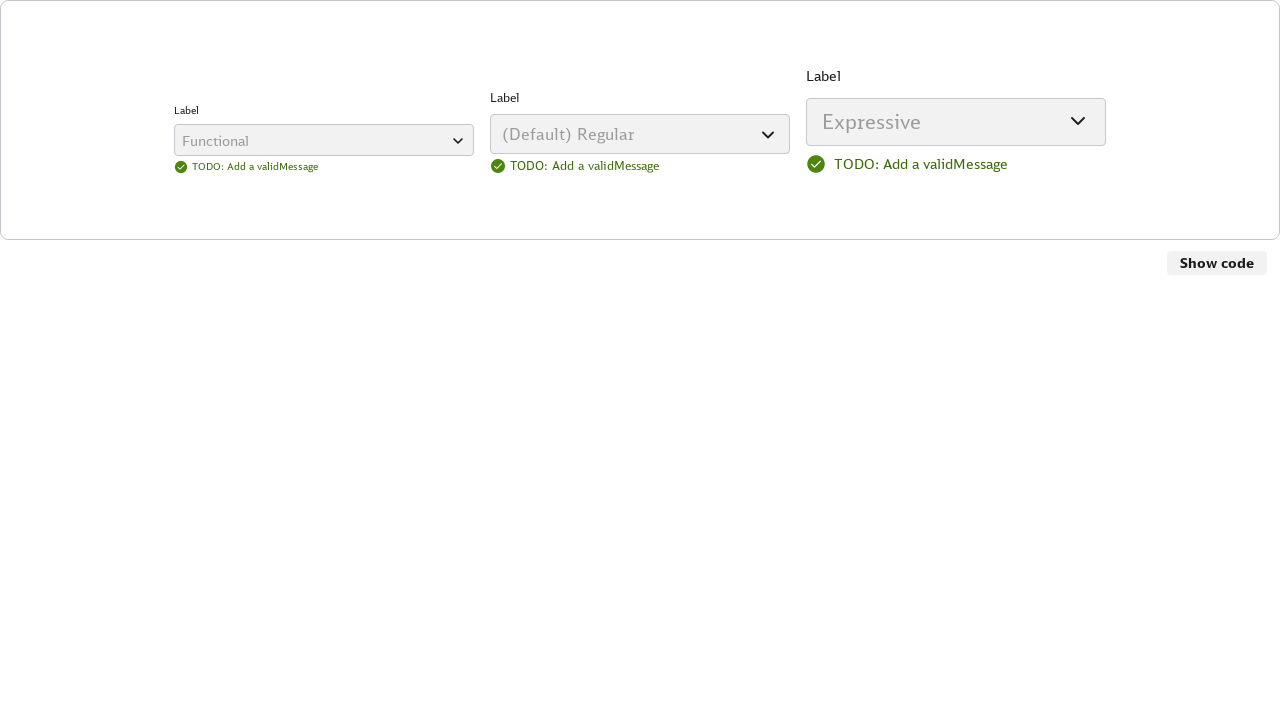 Label
Functional
TODO: Add a validMessage
Label
(Default) Regular
TODO: Add a validMessage
Label
Expressive
TODO: Add a validMessage
Show code